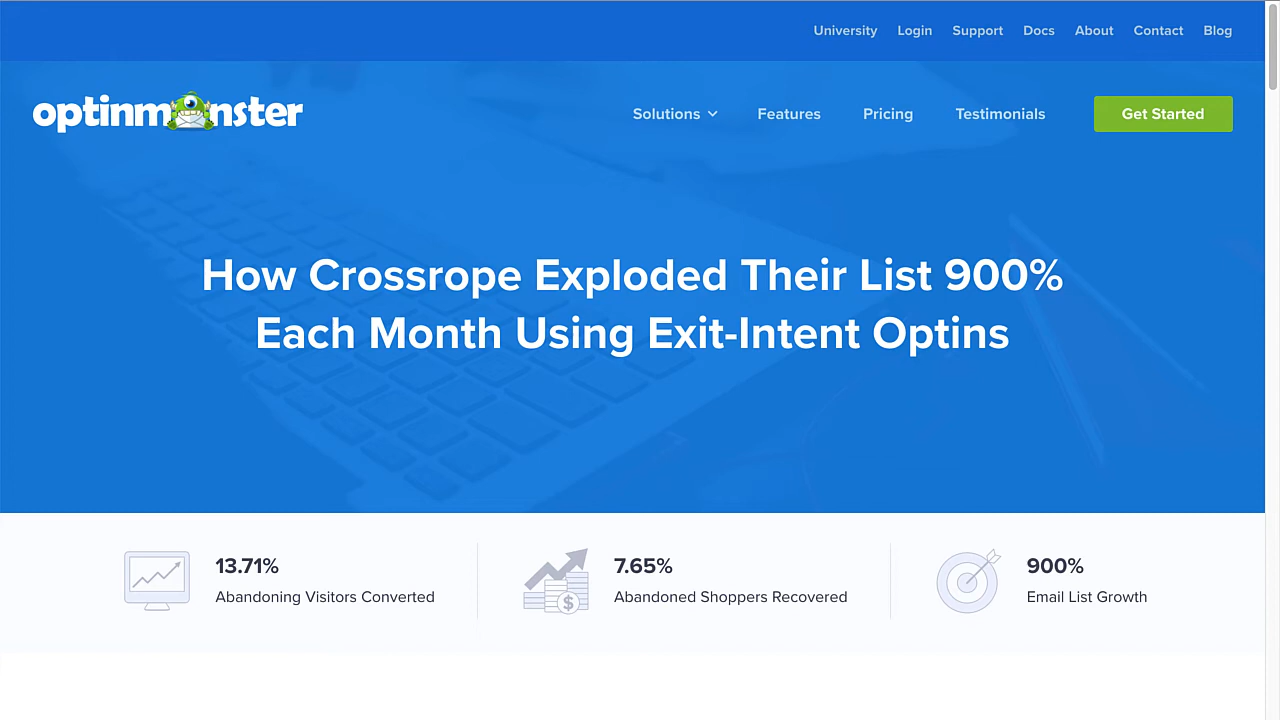 University Login Support Docs About Contact Blog
optinmonster
Solutions Features Pricing Testimonials Get Started
How Crossrope Exploded Their List 900%
Each Month Using Exit-Intent Optins
13.71%
Abandoning Visitors Converted
7.65%
Abandoned Shoppers Recovered
900%
Email List Growth